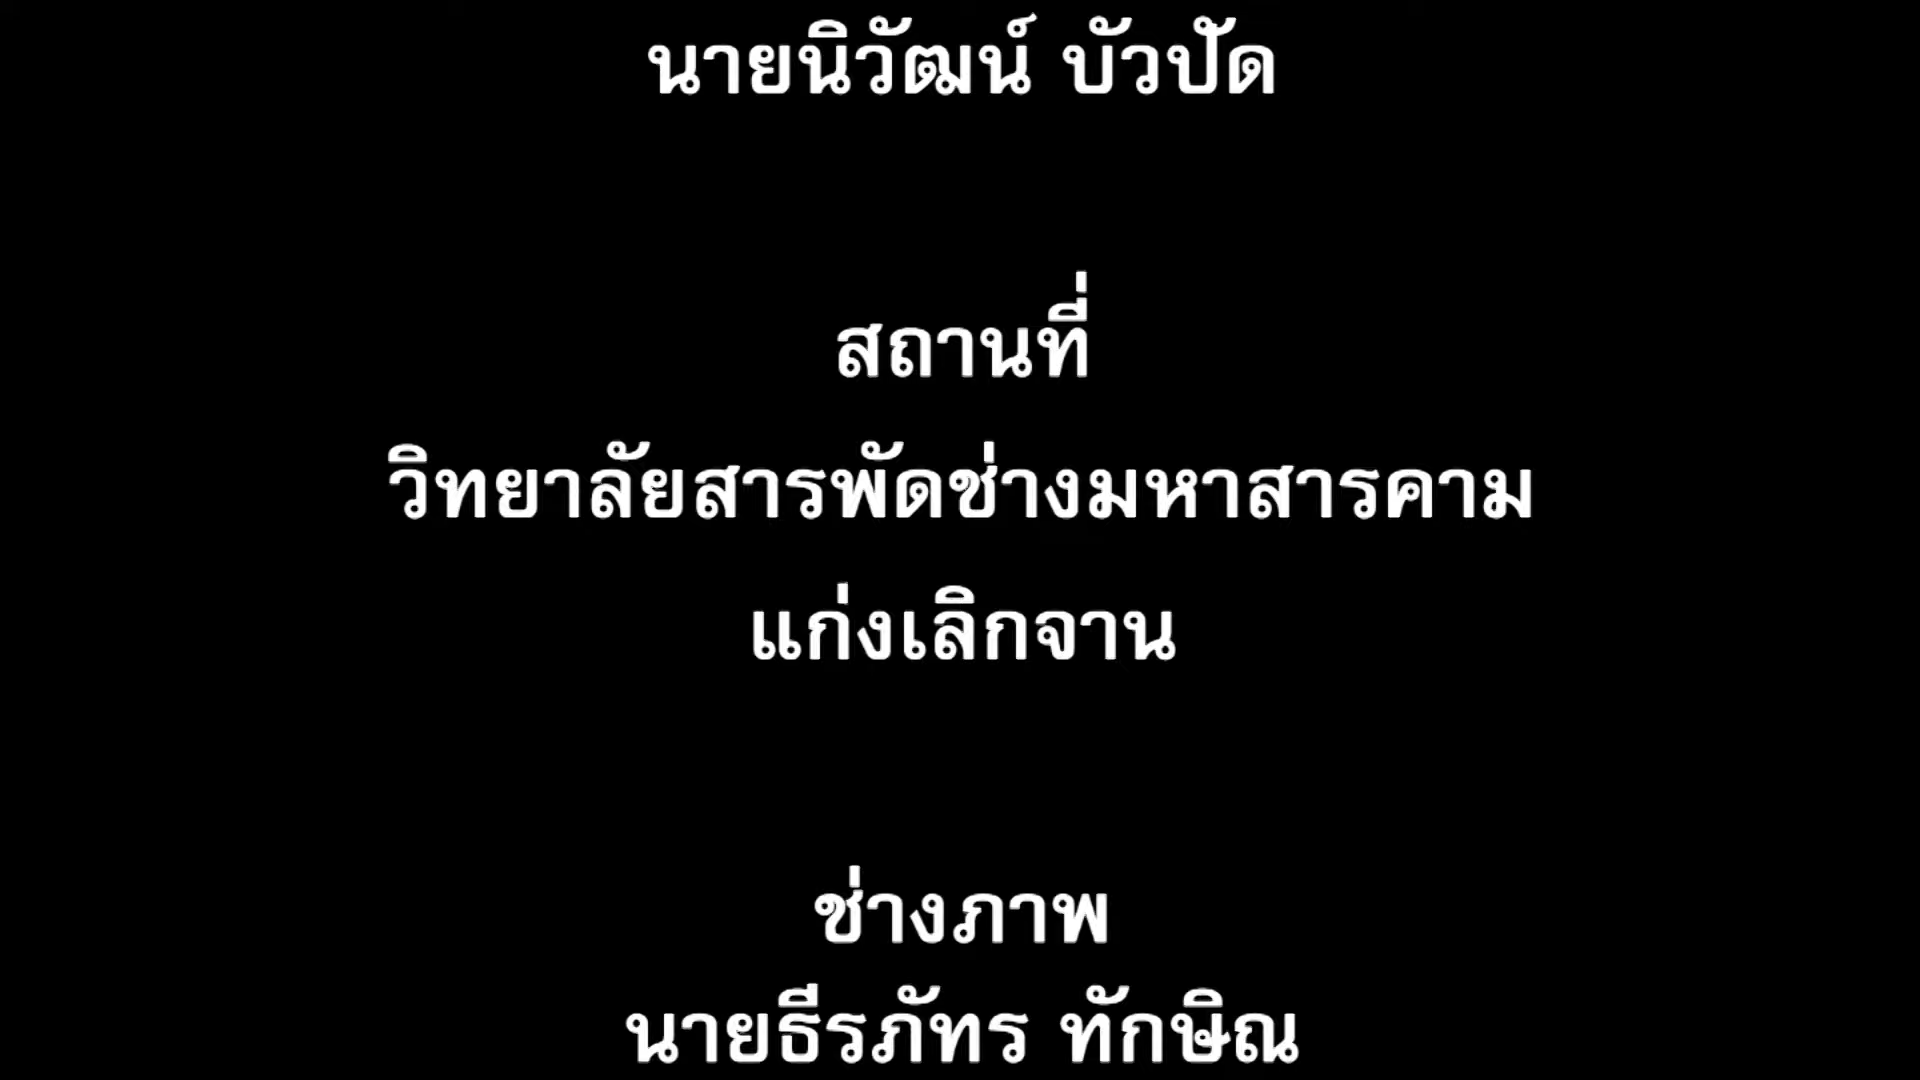 นายนิวัฒน์ บัวปัด
สถานที่
วิทยาลัยสารพัดช่างมหาสารคาม
แก่งเลิกจาน
ช่างภาพ
นายธีรภัทร ทักษิณ